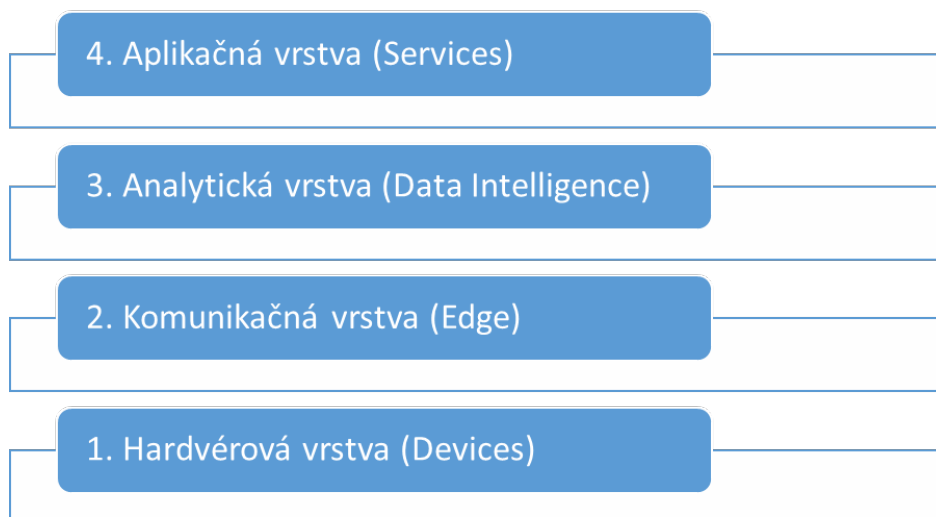 4. Aplikačná vrstva (Services)
3. Analytická vrstva (Data Intelligence)
2. Komunikačná vrstva (Edge)
1. Hardvérová vrstva (Devices)